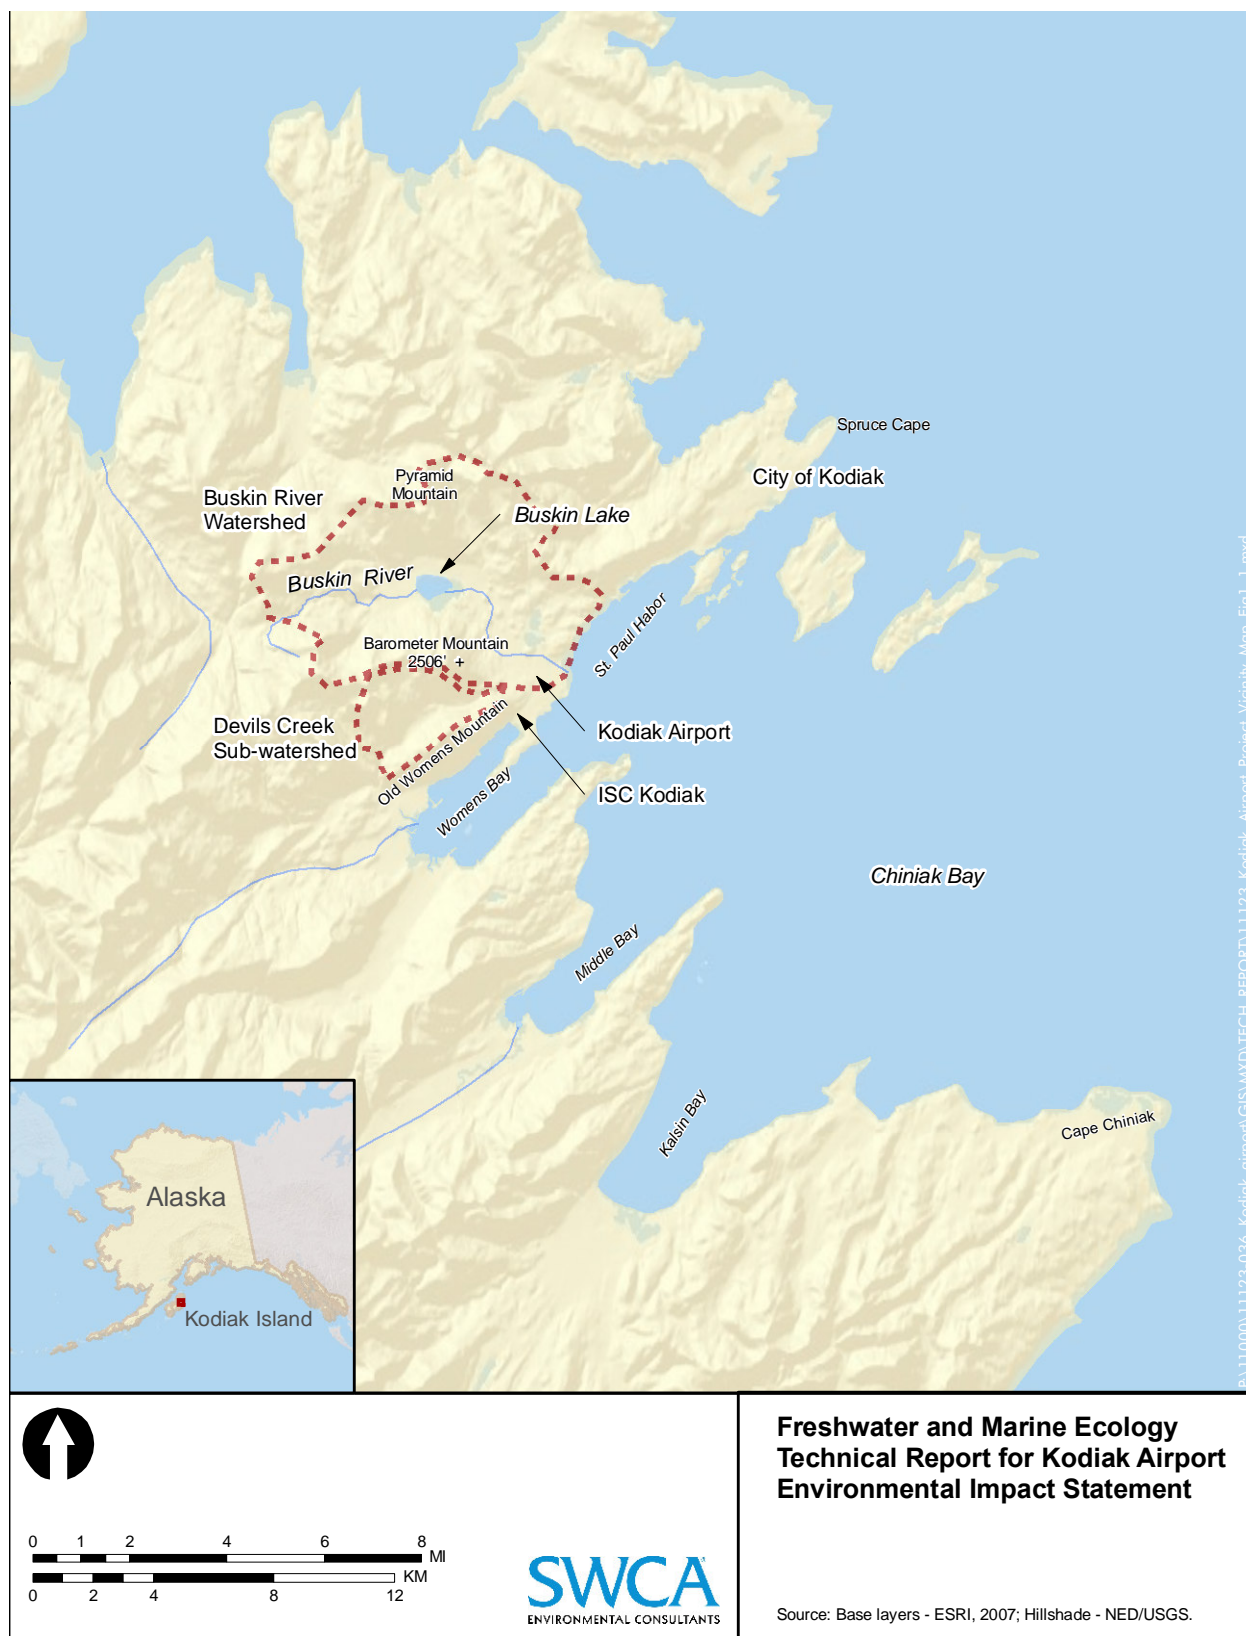 Spruce Cape
City of Kodiak
Pyramid
Mountain
Buskin River
Watershed
Buskin Lake
Buskin River
St. Paul Habor
Barometer Mountain
2506' +
Devils Creek
Sub-watershed
Old Womens Mountain
Kodiak Airport
Womens Bay
ISC Kodiak
Chiniak Bay
Middle Bay
Kalsin Bay
Cape Chiniak
Alaska
Kodiak Island
Freshwater and Marine Ecology
Technical Report for Kodiak Airport
Environmental Impact Statement
0 1 2 4 6 8
MI
KM
0 2 4 8 12
SWCA
ENVIRONMENTAL CONSULTANTS
Source: Base layers - ESRI, 2007; Hillshade - NED/USGS.